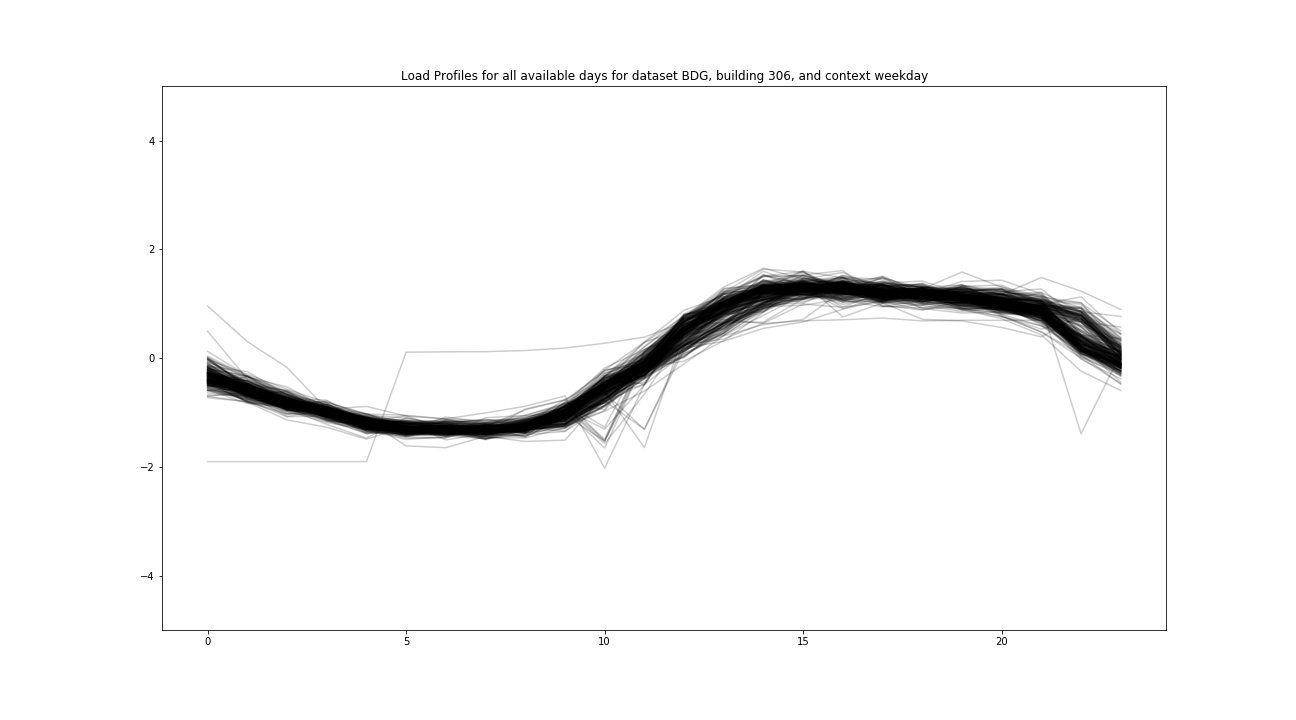 Load Profiles for all available days for dataset BDG, building 306, and context weekday
4
2
0
−2
−4
0 5 10 15 20